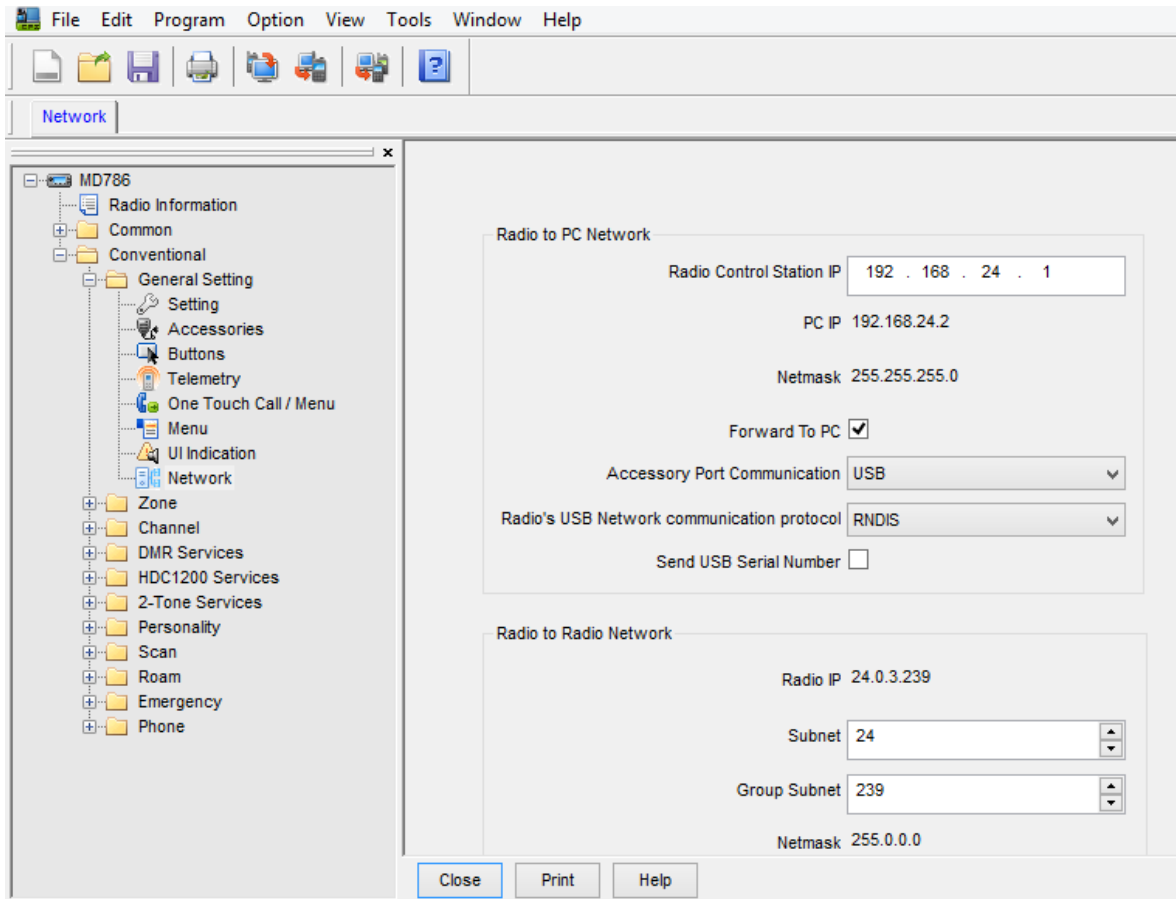 File Edit Program Option View Tools Window Help
Network
MD786
Radio Information
Common
Conventional
General Setting
Setting
Accessories
Buttons
Telemetry
One Touch Call / Menu
Menu
UI Indication
Network
Zone
Channel
DMR Services
HDC1200 Services
2-Tone Services
Personality
Scan
Roam
Emergency
Phone
Radio to PC Network
Radio Control Station IP 192 . 168 . 24 . 1
PC IP 192.168.24.2
Netmask 255.255.255.0
Forward To PC
Accessory Port Communication USB
Radio's USB Network communication protocol RNDIS
Send USB Serial Number
Radio to Radio Network
Radio IP 24.0.3.239
Subnet 24
Group Subnet 239
Netmask 255.0.0.0
Close Print Help